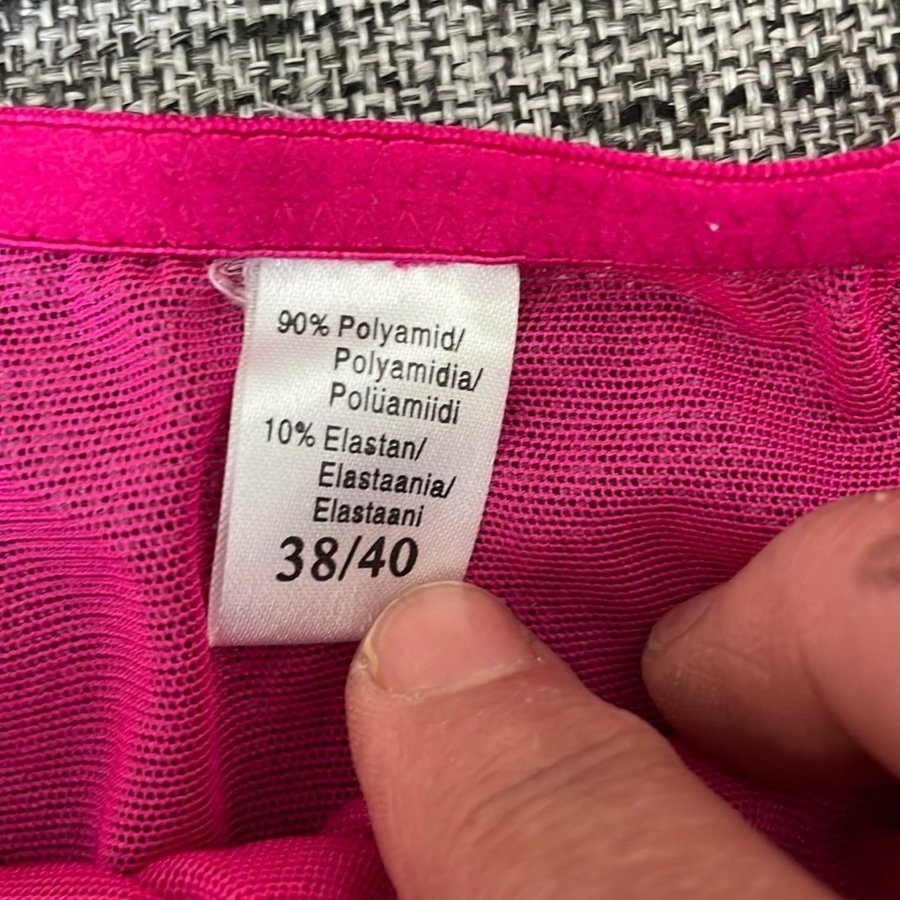 90% Polyamid/
Polyamidia/
Polüamiidi
10% Elastan/
Elastaania/
Elastaani
38/40